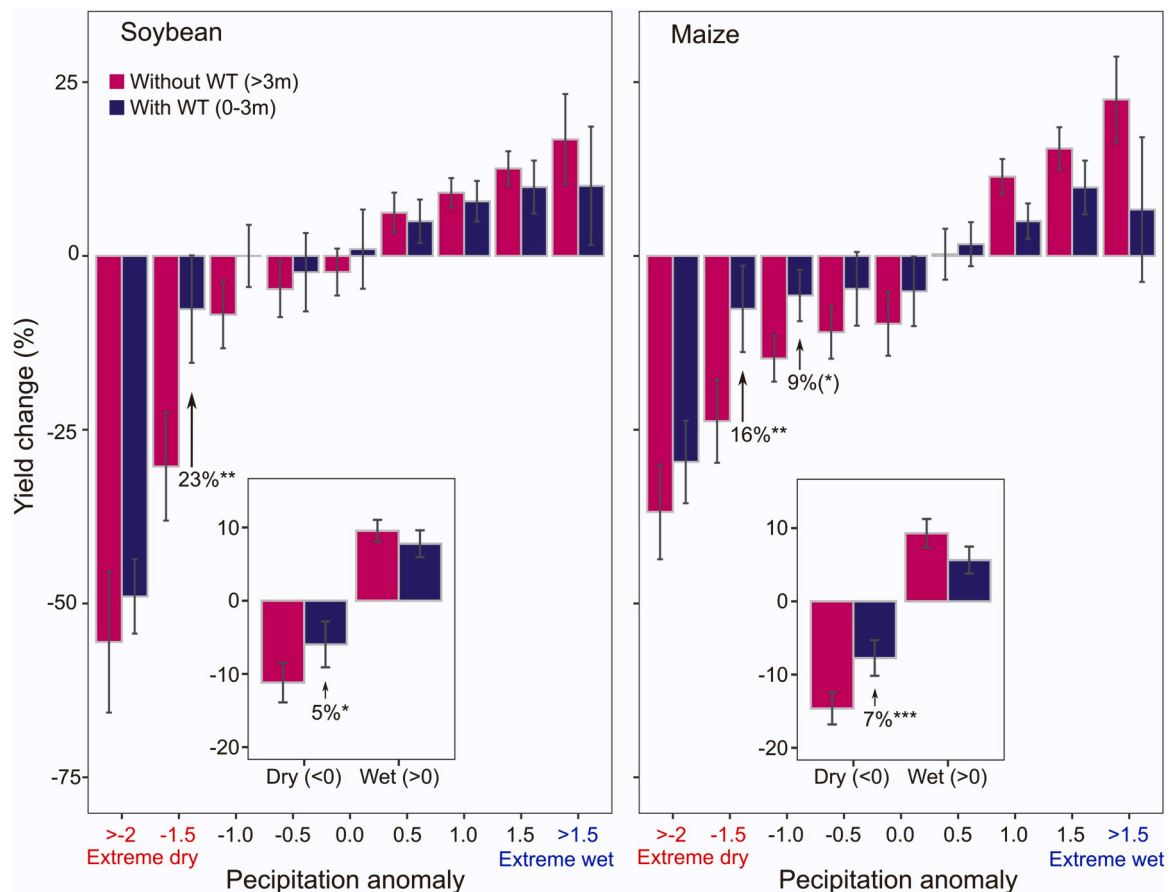 Soybean
Without WT (>3m)
With WT (0-3m)
Maize
Yield change (%)
25
0
-25
-50
-75
23%**
16%**
9%(*)
10
0
-10
-20
5%*
Dry (<0) Wet (>0)
10
0
-10
-20
7%***
Dry (<0) Wet (>0)
>-2 -1.5 -1.0 -0.5 0.0 0.5 1.0 1.5 >1.5
Extreme dry Extreme wet
Pecipitation anomaly
>-2 -1.5 -1.0 -0.5 0.0 0.5 1.0 1.5 >1.5
Extreme dry Extreme wet
Pecipitation anomaly